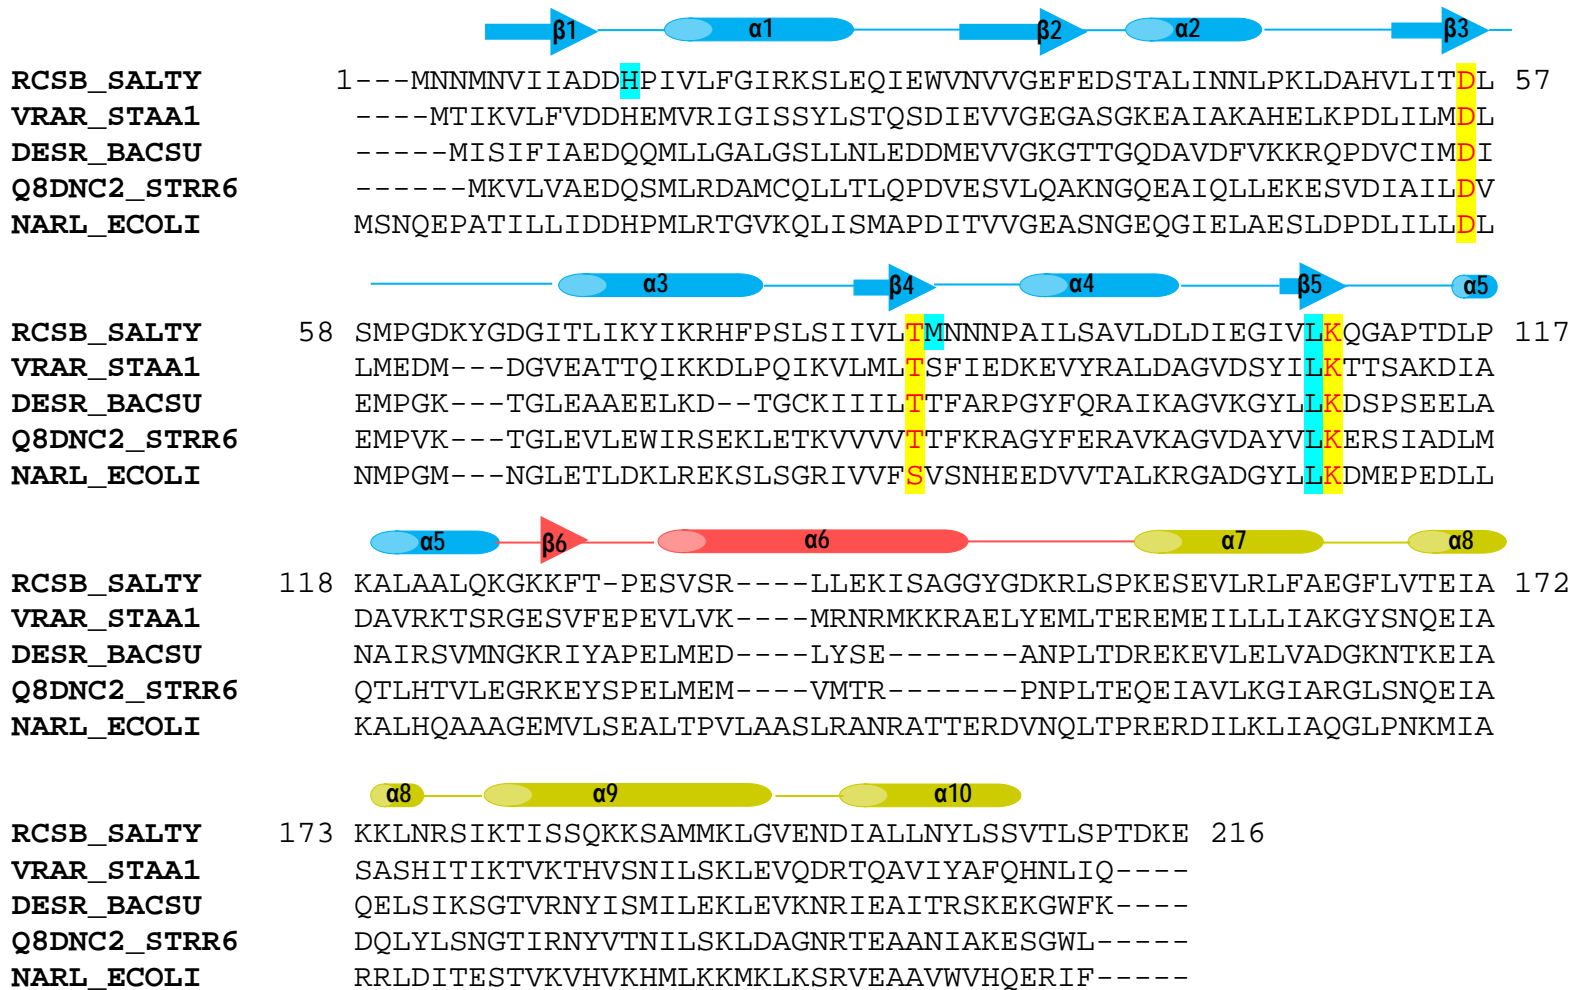 β1 α1 β2 α2 β3
RCSB_SALTY 1---MNNMNVIIADDHPIVLFGIRKSLEQIEWVNVVGEFEDSTALINNLPKLDAHVLITDL 57
VRAR_STAA1 ----MTIKVLFVDDHEMVRIGISSYLSTQSDIEVVGEGASGKEAIAKAHELKPDLILMDL
DESR_BACSU -----MISIFIAEDQQMLLGALGSLLNLEDDMEVVGKGTTGQDAVDFVKKRQPDVCIMDI
Q8DNC2_STRR6 ------MKVLVAEDQSMLRDAMCQLLTLQPDVESVLQAKNGQEAIQLLEKESVDIAILDV
NARL_ECOLI MSNQEPATILLIDDHPMLRTGVKQLISMAPDITVVGEASNGEQGIELAESLDPDLILLDL
α3 β4 α4 β5 α5
RCSB_SALTY 58 SMPGDKYGDGITLIKYIKRHFPSLSIIVLTMNNNPAILSAVLDLDIEGIVLKQGAPTDLP 117
VRAR_STAA1 LMEDM---DGVEATTQIKKDLPQIKVLMLTSFIEDKEVYRALDAGVDSYILKTTSAKDIA
DESR_BACSU EMPGK---TGLEAAEELKD--TGCKIIILTTFARPGYFQRAIKAGVKGYLLKDSPSEELA
Q8DNC2_STRR6 EMPVK---TGLEVLEWIRSEKLETKVVVVTTFKRAGYFERAVKAGVDAYVLKERSIADLM
NARL_ECOLI NMPGM---NGLETLDKLREKSLSGRIVVFSVSNHEEDVVTALKRGADGYLLKDMEPEDLL
α5 β6 α6 α7 α8
RCSB_SALTY 118 KALAALQKGKKFT-PESVSR----LLEKISAGGYGDKRLSPKESEVLRLFAEGFLVTEIA 172
VRAR_STAA1 DAVRKTSRGESVFEPEVLVK----MRNRMKKRAELYEMLTEREMEILLLIAKGYSNQEIA
DESR_BACSU NAIRSVMNGKRIYAPELMED----LYSE-------ANPLTDREKEVLELVADGKNTKEIA
Q8DNC2_STRR6 QTLHTVLEGRKEYSPELMEM----VMTR-------PNPLTEQEIAVLKGIARGLSNQEIA
NARL_ECOLI KALHQAAAGEMVLSEALTPVLAASLRANRATTERDVNQLTPRERDILKLIAQGLPNKMIA
α8 α9 α10
RCSB_SALTY 173 KKLNRSIKTISSQKKSAMMKLGVENDIALLNYLSSVTLSPTDKE 216
VRAR_STAA1 SASHITIKTVKTHVSNILSKLEVQDRTQAVIYAFQHNLIQ----
DESR_BACSU QELSIKSGTVRNYISMILEKLEVKNRIEAITRSKEKGWFK----
Q8DNC2_STRR6 DQLYLSNGTIRNYVTNILSKLDAGNRTEAANIAKESGWL-----
NARL_ECOLI RRLDITESTVKVHVKHMLKKMKLKSRVEAAVWVHQERIF-----